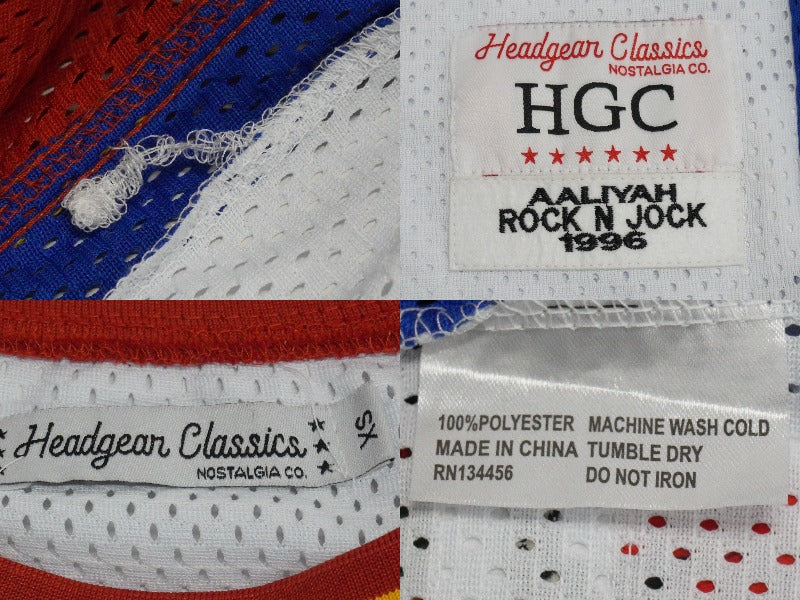 Headgear Classics
NOSTALGIA CO.
HGC
AALIYAH
ROCK N JOCK
1996
Headgear Classics
NOSTALGIA CO.
XS
100%POLYESTER MACHINE WASH COLD
MADE IN CHINA TUMBLE DRY
RN134456 DO NOT IRON